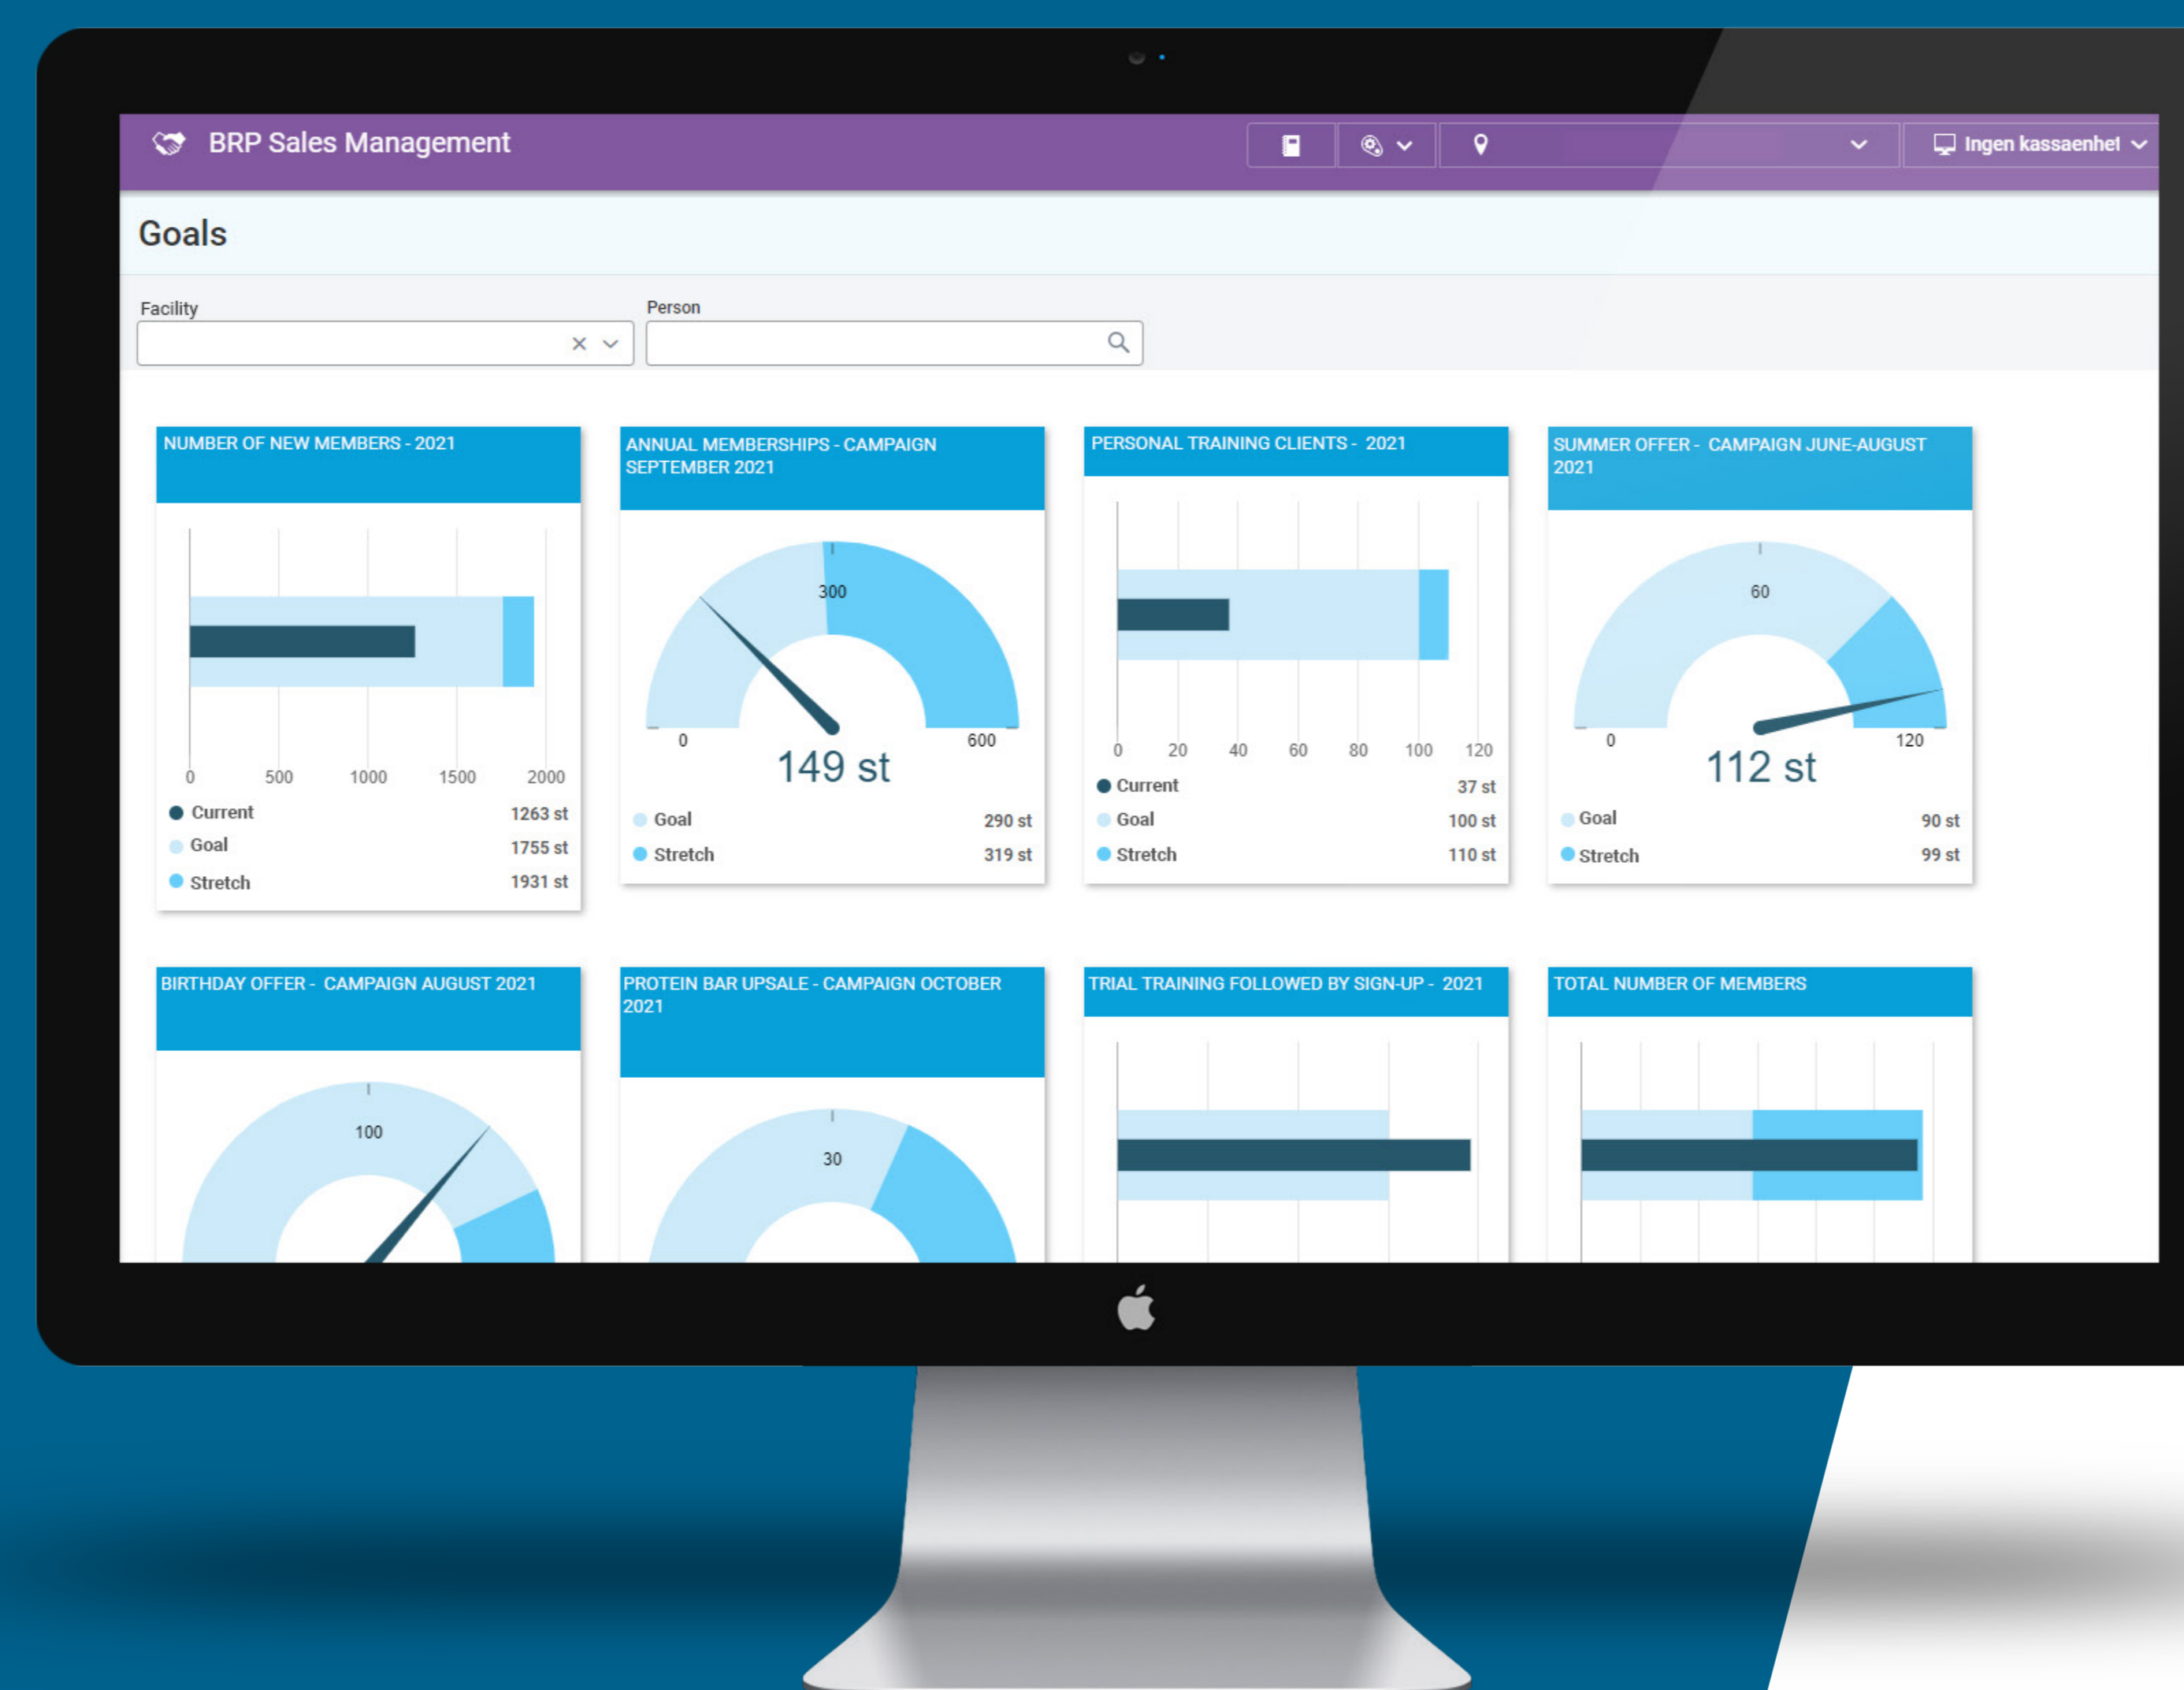 BRP Sales Management
Ingen kassaenhet
Goals
Facility
Person
NUMBER OF NEW MEMBERS - 2021
0 500 1000 1500 2000
Current 1263 st
Goal 1755 st
Stretch 1931 st
ANNUAL MEMBERSHIPS - CAMPAIGN
SEPTEMBER 2021
300
0 600
149 st
Goal 290 st
Stretch 319 st
PERSONAL TRAINING CLIENTS - 2021
0 20 40 60 80 100 120
Current 37 st
Goal 100 st
Stretch 110 st
SUMMER OFFER - CAMPAIGN JUNE-AUGUST
2021
60
0 120
112 st
Goal 90 st
Stretch 99 st
BIRTHDAY OFFER - CAMPAIGN AUGUST 2021
100
PROTEIN BAR UPSALE - CAMPAIGN OCTOBER
2021
30
TRIAL TRAINING FOLLOWED BY SIGN-UP - 2021
TOTAL NUMBER OF MEMBERS